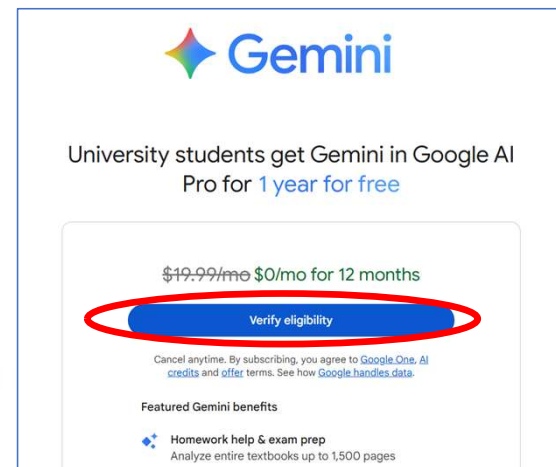 Gemini
University students get Gemini in Google AI
Pro for 1 year for free
$19.99/mo $0/mo for 12 months
Verify eligibility
Cancel anytime. By subscribing, you agree to Google One, AI
credits and offer terms. See how Google handles data.
Featured Gemini benefits
Homework help & exam prep
Analyze entire textbooks up to 1,500 pages